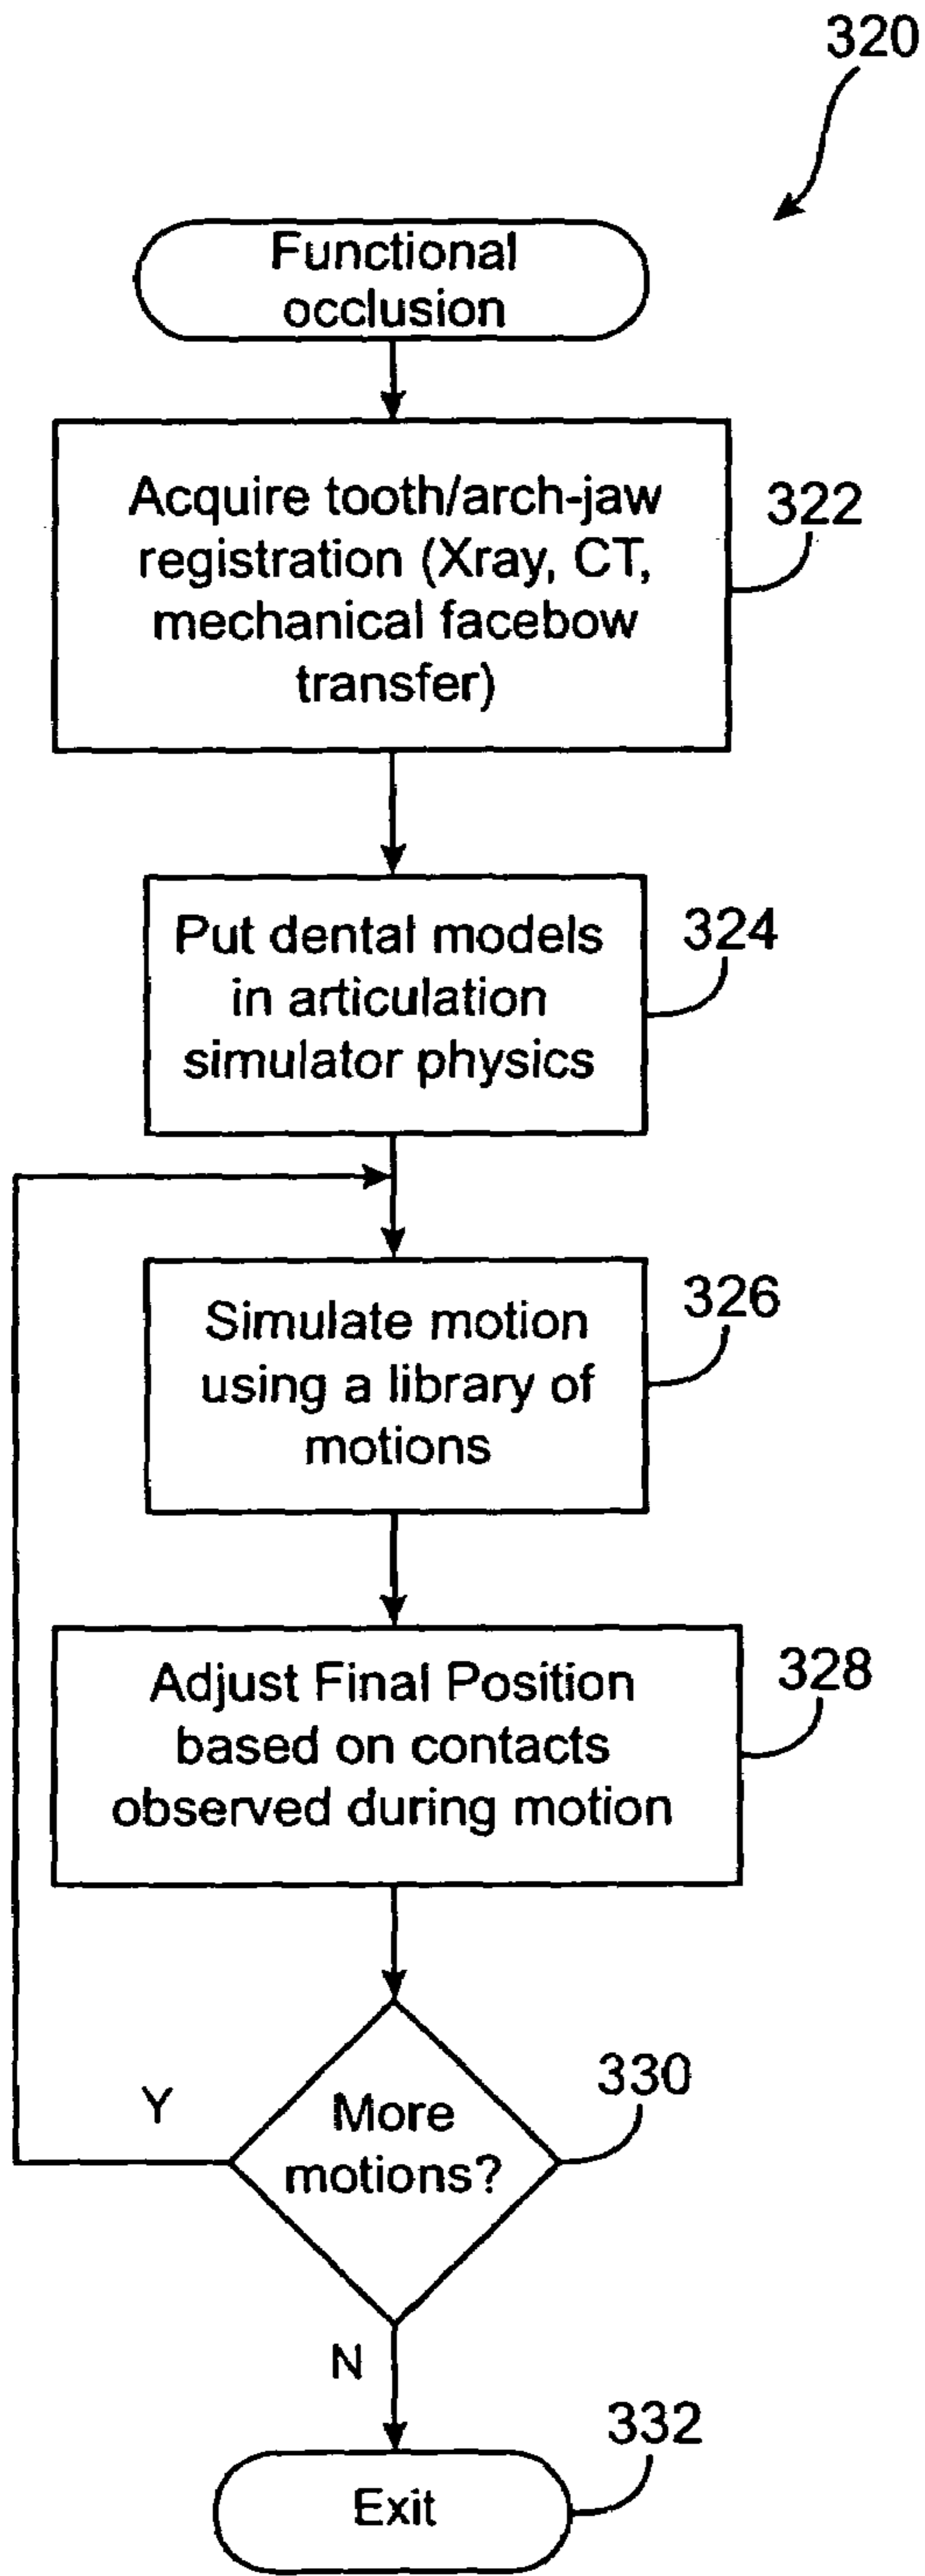 320
Functional
occlusion
Acquire tooth/arch-jaw
registration (Xray, CT,
mechanical facebow
transfer)
322
Put dental models
in articulation
simulator physics
324
Simulate motion
using a library of
motions
326
Adjust Final Position
based on contacts
observed during motion
328
More
motions?
330
Y
N
Exit
332